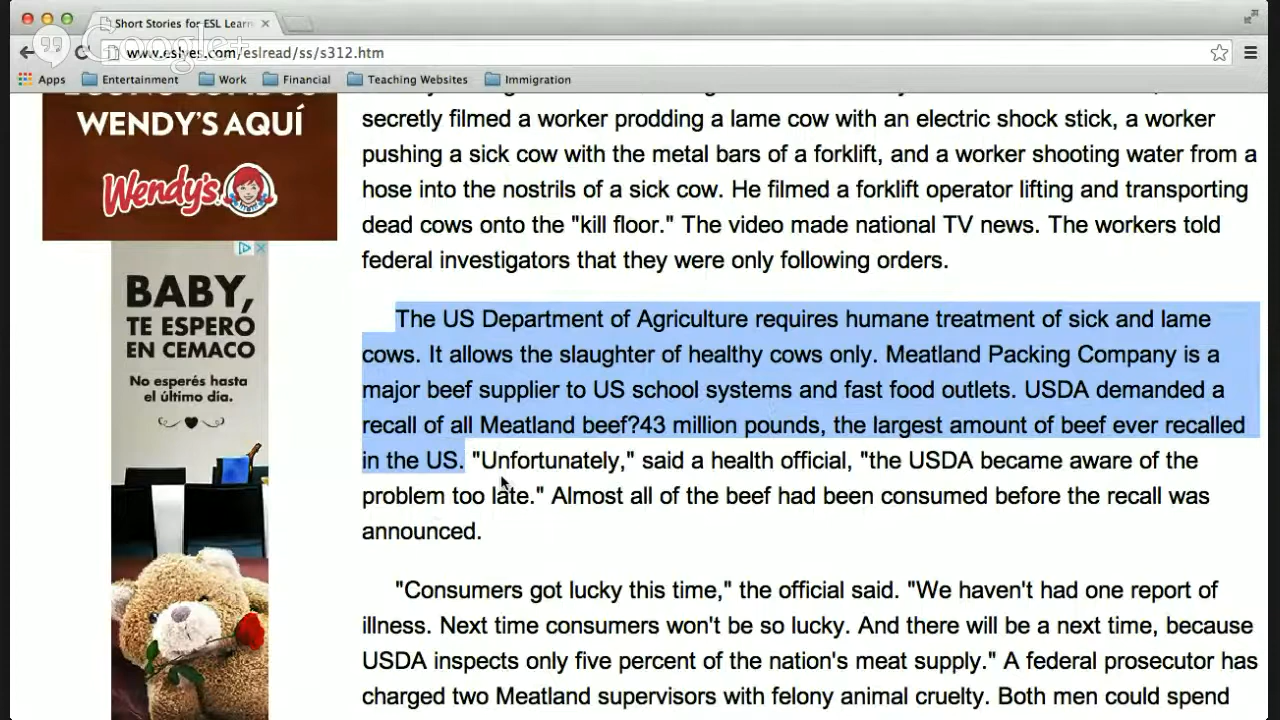 Short Stories for ESL Learn
Google+
www.eslyes.com/eslread/ss/s312.htm
Apps
Entertainment
Work
Financial
Teaching Websites
Immigration
WENDY'S AQUÍ
Wendy's
BABY,
TE ESPERO
EN CEMACO
No esperés hasta
el último día.
secretly filmed a worker prodding a lame cow with an electric shock stick, a worker
pushing a sick cow with the metal bars of a forklift, and a worker shooting water from a
hose into the nostrils of a sick cow. He filmed a forklift operator lifting and transporting
dead cows onto the "kill floor." The video made national TV news. The workers told
federal investigators that they were only following orders.
The US Department of Agriculture requires humane treatment of sick and lame
cows. It allows the slaughter of healthy cows only. Meatland Packing Company is a
major beef supplier to US school systems and fast food outlets. USDA demanded a
recall of all Meatland beef?43 million pounds, the largest amount of beef ever recalled
in the US. "Unfortunately," said a health official, "the USDA became aware of the
problem too late." Almost all of the beef had been consumed before the recall was
announced.
"Consumers got lucky this time," the official said. "We haven't had one report of
illness. Next time consumers won't be so lucky. And there will be a next time, because
USDA inspects only five percent of the nation's meat supply." A federal prosecutor has
charged two Meatland supervisors with felony animal cruelty. Both men could spend